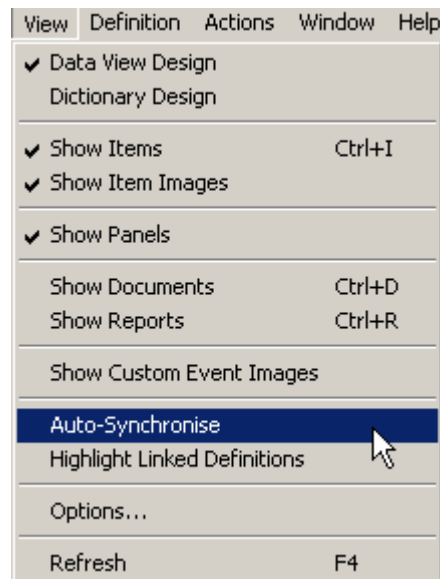 View Definition Actions Window Help
Data View Design
Dictionary Design
Show Items Ctrl+I
Show Item Images
Show Panels
Show Documents Ctrl+D
Show Reports Ctrl+R
Show Custom Event Images
Auto-Synchronise
Highlight Linked Definitions
Options...
Refresh F4